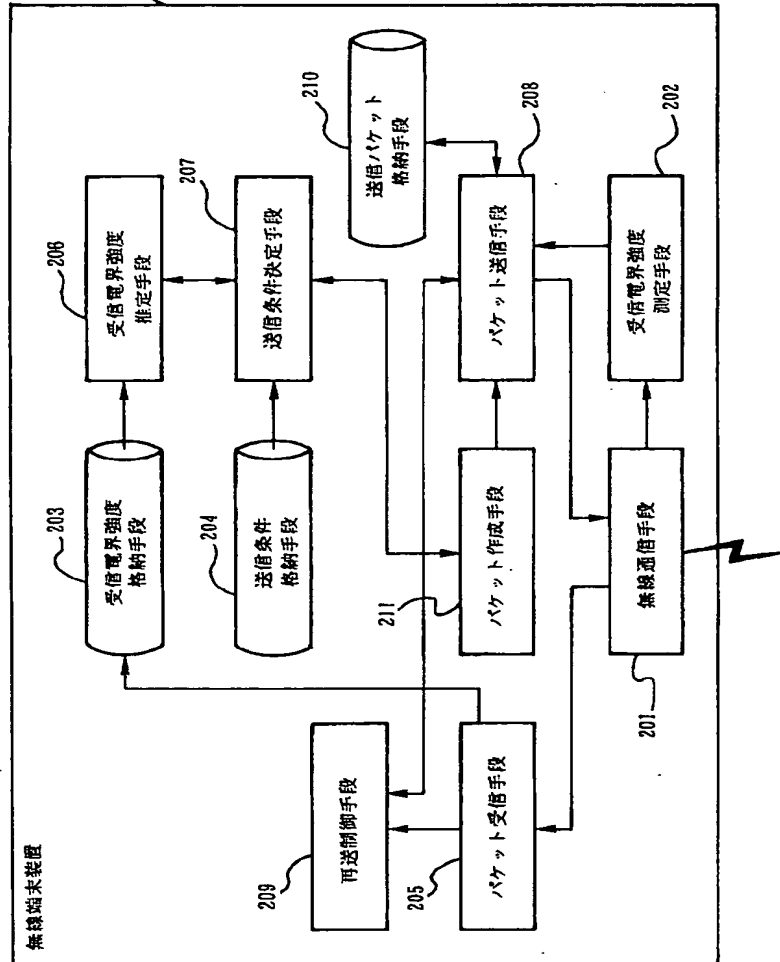 無線端末装置
209
再送制御手段
205
パケット受信手段
203
受信電界強度
格納手段
204
送信条件
格納手段
211
パケット作成手段
201
無線通信手段
206
受信電界強度
推定手段
207
送信条件決定手段
210
送信パケット
格納手段
208
パケット送信手段
202
受信電界強度
測定手段